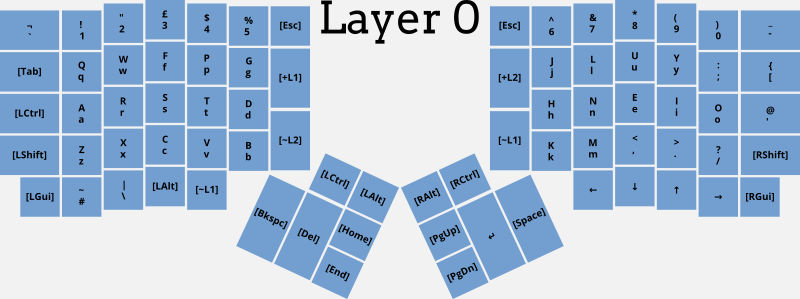 Layer 0
¬ ! " £ $ % [Esc] [Esc] ^ & * ( ) _
` 1 2 3 4 5 6 7 8 9 0 -
[Tab] Q W F P G [+L1] [+L2] J L U Y : {
q w f p g j l u y ; [
[LCtrl] A R S T D H N E I O @
a r s t d h n e i o '
[LShift] Z X C V B [~L2] [~L1] K M < > ? [RShift]
z x c v b k m , . /
[LGui] ~ | [LAlt] [~L1] ← ↓ ↑ → [RGui]
# \
[LCtrl] [LAlt] [RAlt] [RCtrl]
[Bkspc] [Del] [Home] [PgUp] ↵ [Space]
[End] [PgDn]